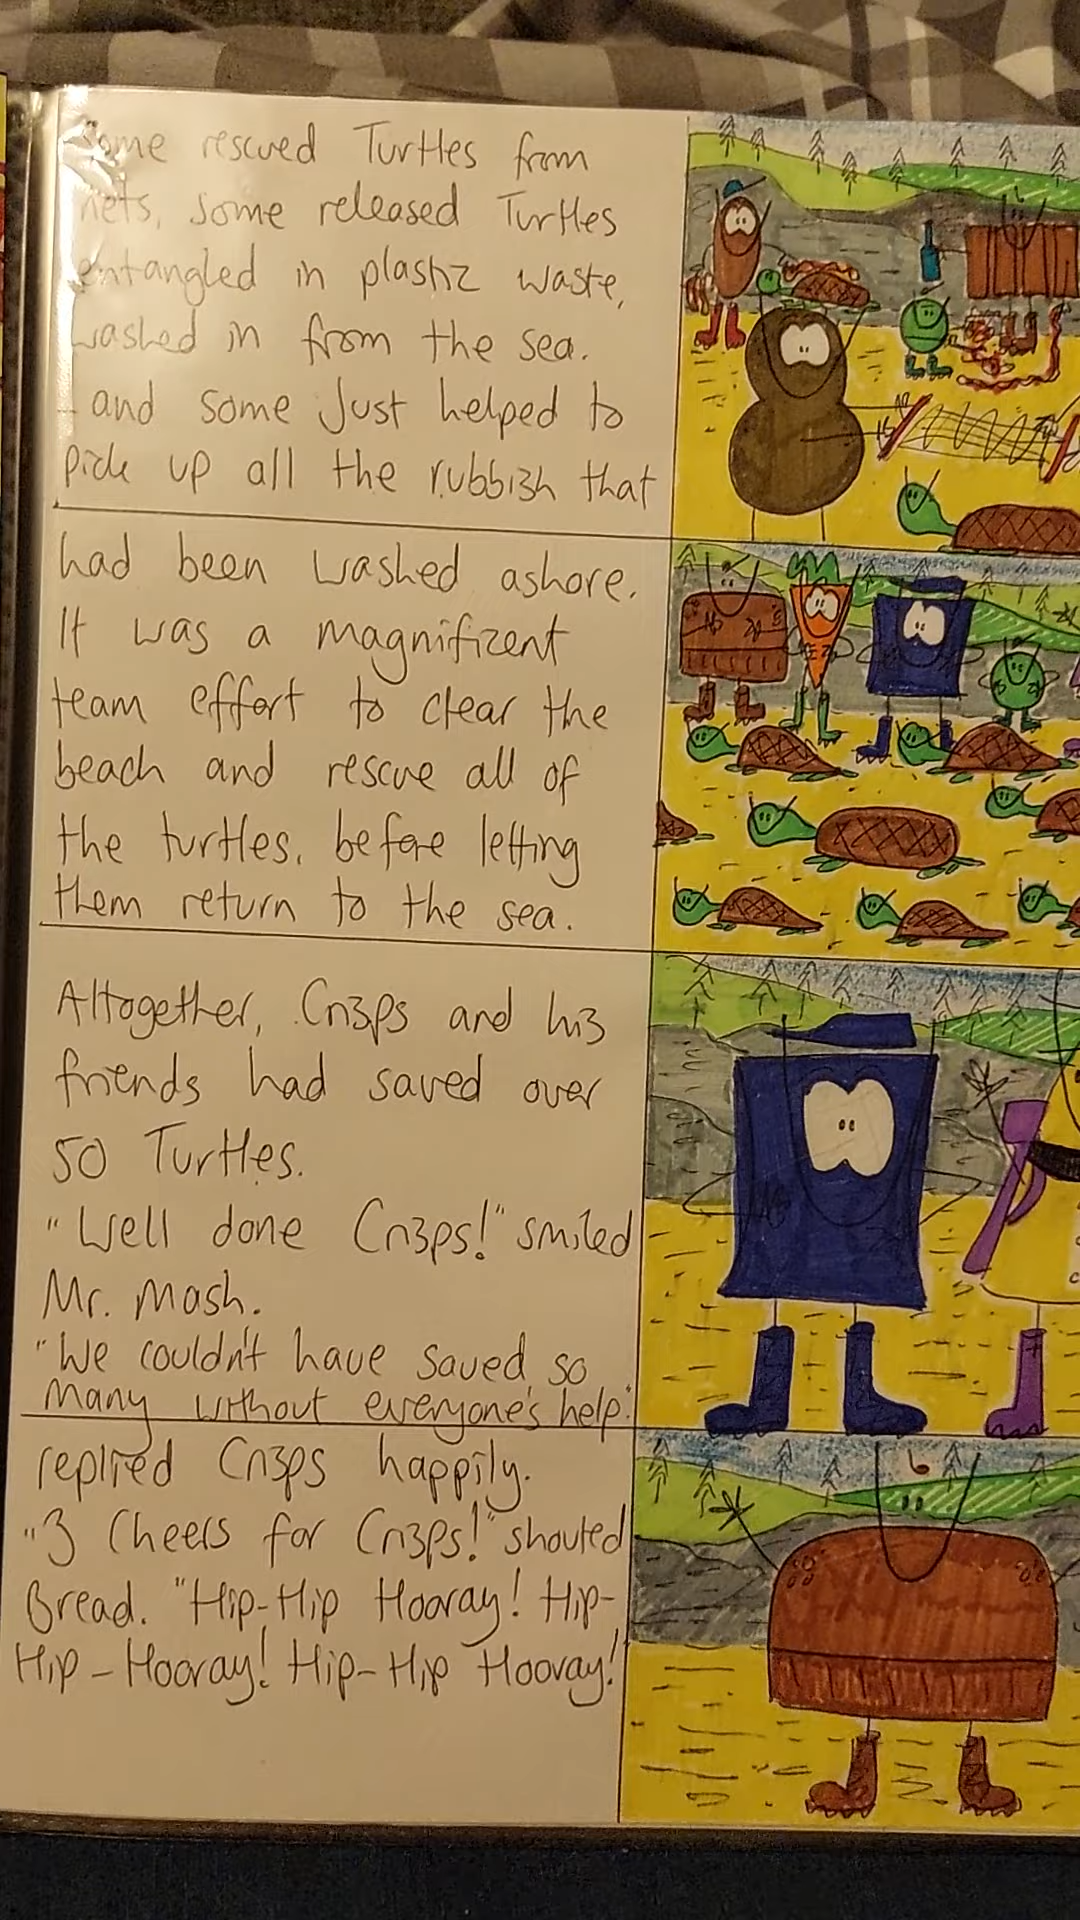 Some rescued Turtles from
nets, some released Turtles
entangled in plastic waste,
washed in from the sea.
- and some just helped to
pick up all the rubbish that
had been washed ashore.
It was a magnificent
team effort to clear the
beach and rescue all of
the turtles, before letting
them return to the sea.
Altogether, Crisps and his
friends had saved over
50 Turtles.
"Well done Crisps!" smiled
Mr. Mash.
"We couldn't have saved so
many without everyone's help."
replied Crisps happily.
"3 Cheers for Crisps!" shouted
Bread. "Hip-Hip Hooray! Hip-
Hip-Hooray! Hip-Hip Hooray!"